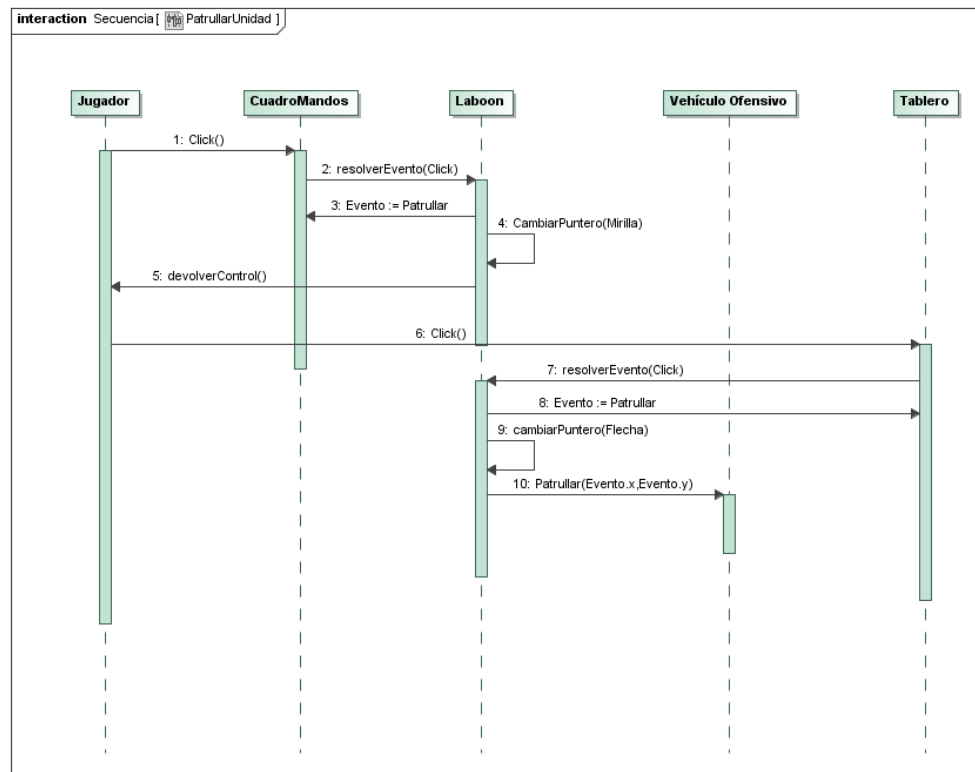 interaction Secuencia[ PatrullarUnidad ]
Jugador CuadroMandos Laboon Vehículo Ofensivo Tablero
1: Click()
2: resolverEvento(Click)
3: Evento := Patrullar
4: CambiarPuntero(Mirilla)
5: devolverControl()
6: Click()
7: resolverEvento(Click)
8: Evento := Patrullar
9: cambiarPuntero(Flecha)
10: Patrullar(Evento.x,Evento.y)